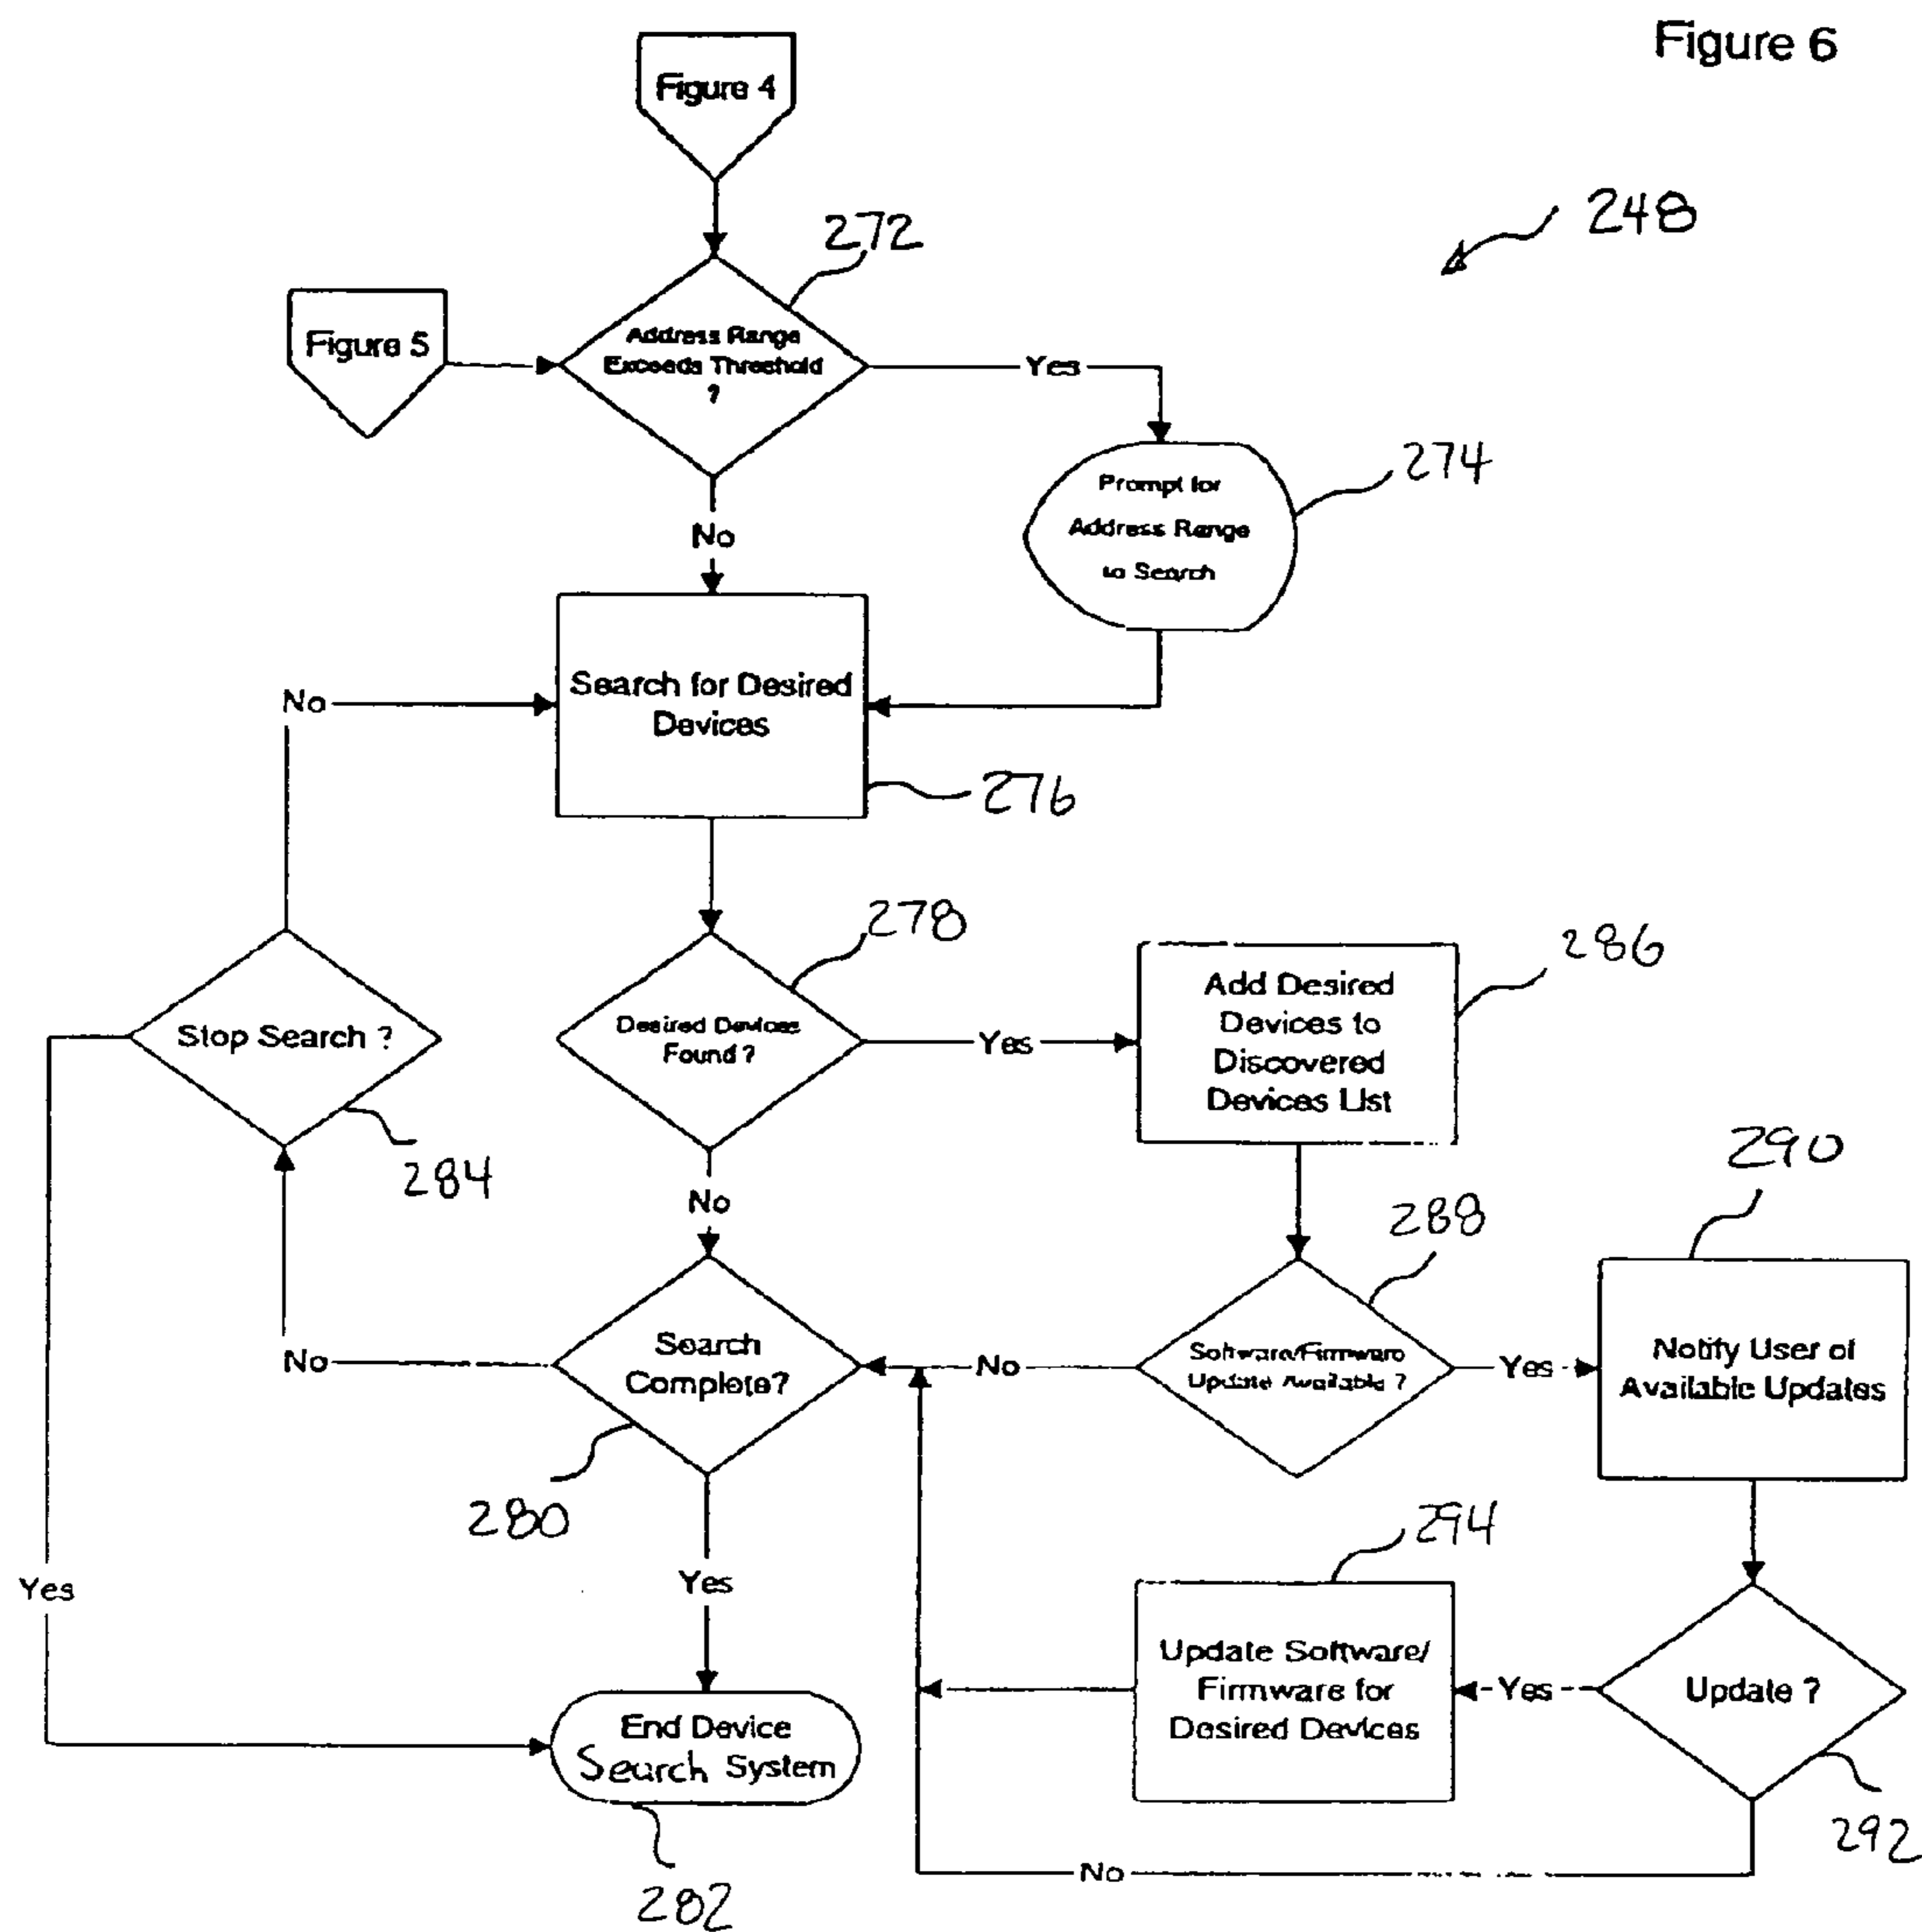 Figure 6
Figure 4
272
248
Figure 5
Address Range
Exceeds Threshold
?
Yes
274
Prompt for
Address Range
to Search
No
Search for Desired
Devices
No
276
278
286
Add Desired
Devices to
Discovered
Devices List
Stop Search ?
Desired Devices
Found ?
Yes
284
No
290
288
Search
Complete?
No
Software/Firmware
Update Available ?
No
Yes
Notify User of
Available Updates
280
294
Yes
Yes
Update Software/
Firmware for
Desired Devices
Yes
Update ?
End Device
Search System
292
No
282